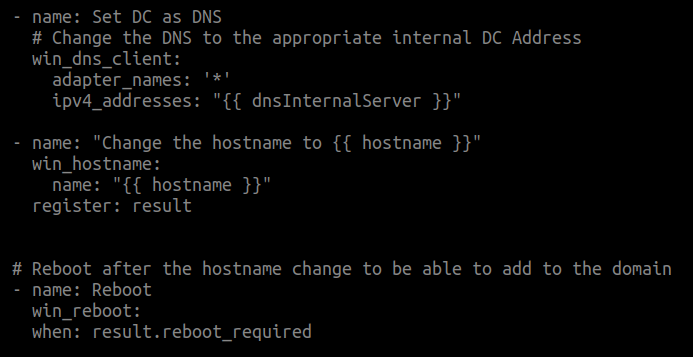 - name: Set DC as DNS
  # Change the DNS to the appropriate internal DC Address
  win_dns_client:
    adapter_names: '*'
    ipv4_addresses: "{{ dnsInternalServer }}"

- name: "Change the hostname to {{ hostname }}"
  win_hostname:
    name: "{{ hostname }}"
  register: result


# Reboot after the hostname change to be able to add to the domain
- name: Reboot
  win_reboot:
  when: result.reboot_required